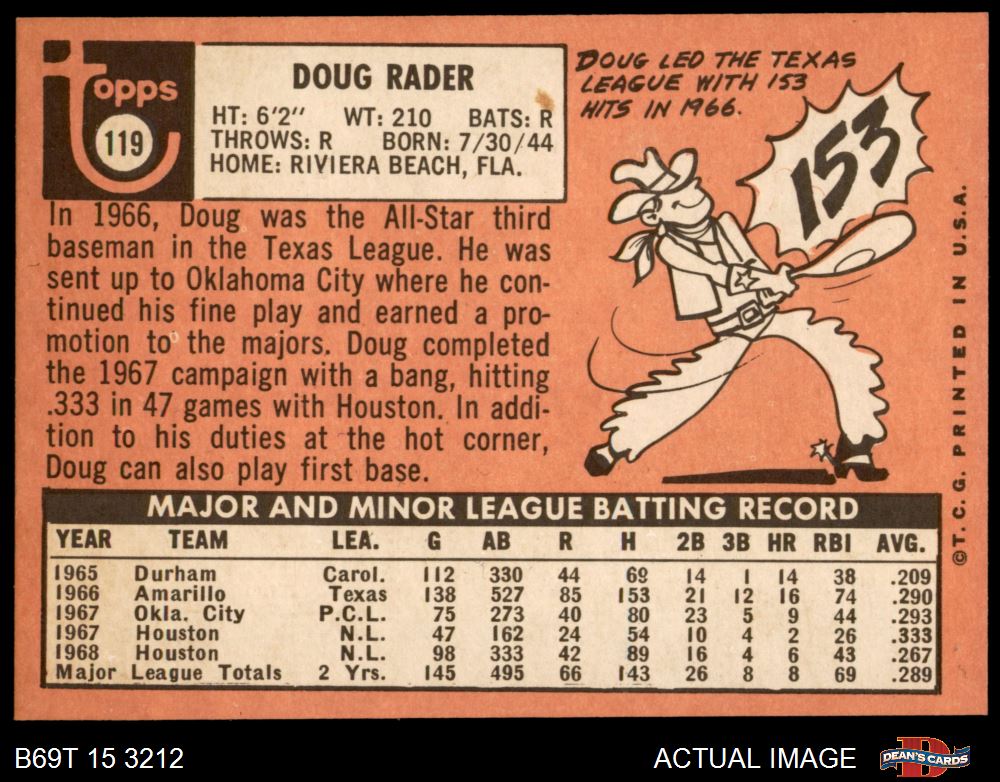 Topps
119
DOUG RADER
HT: 6'2" WT: 210 BATS: R
THROWS: R BORN: 7/30/44
HOME: RIVIERA BEACH, FLA.
DOUG LED THE TEXAS
LEAGUE WITH 153
HITS IN 1966.
153
In 1966, Doug was the All-Star third
baseman in the Texas League. He was
sent up to Oklahoma City where he con-
tinued his fine play and earned a pro-
motion to the majors. Doug completed
the 1967 campaign with a bang, hitting
.333 in 47 games with Houston. In addi-
tion to his duties at the hot corner,
Doug can also play first base.
©T.C.G. PRINTED IN U.S.A.
MAJOR AND MINOR LEAGUE BATTING RECORD
YEAR TEAM LEA. G AB R H 2B 3B HR RBI AVG.
1965 Durham Carol. 112 330 44 69 14 1 14 38 .209
1966 Amarillo Texas 138 527 85 153 21 12 16 74 .290
1967 Okla. City P.C.L. 75 273 40 80 23 5 9 44 .293
1967 Houston N.L. 47 162 24 54 10 4 2 26 .333
1968 Houston N.L. 98 333 42 89 16 4 6 43 .267
Major League Totals 2 Yrs. 145 495 66 143 26 8 8 69 .289
B69T 15 3212
ACTUAL IMAGE
DEAN'S CARDS